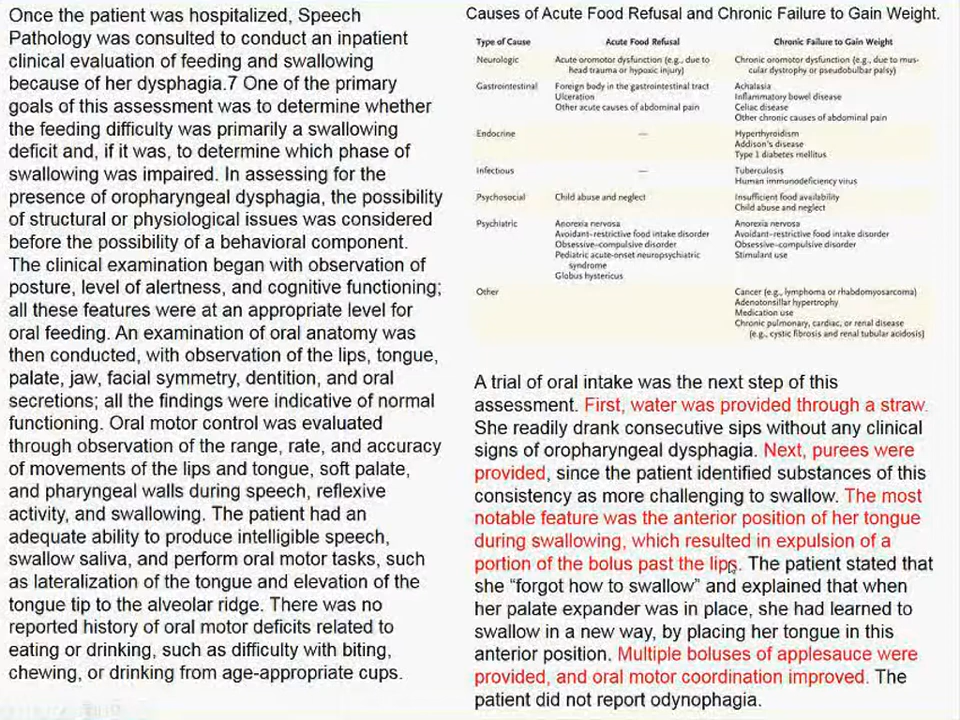 Once the patient was hospitalized, Speech
Pathology was consulted to conduct an inpatient
clinical evaluation of feeding and swallowing
because of her dysphagia.7 One of the primary
goals of this assessment was to determine whether
the feeding difficulty was primarily a swallowing
deficit and, if it was, to determine which phase of
swallowing was impaired. In assessing for the
presence of oropharyngeal dysphagia, the possibility
of structural or physiological issues was considered
before the possibility of a behavioral component.
The clinical examination began with observation of
posture, level of alertness, and cognitive functioning;
all these features were at an appropriate level for
oral feeding. An examination of oral anatomy was
then conducted, with observation of the lips, tongue,
palate, jaw, facial symmetry, dentition, and oral
secretions; all the findings were indicative of normal
functioning. Oral motor control was evaluated
through observation of the range, rate, and accuracy
of movements of the lips and tongue, soft palate,
and pharyngeal walls during speech, reflexive
activity, and swallowing. The patient had an
adequate ability to produce intelligible speech,
swallow saliva, and perform oral motor tasks, such
as lateralization of the tongue and elevation of the
tongue tip to the alveolar ridge. There was no
reported history of oral motor deficits related to
eating or drinking, such as difficulty with biting,
chewing, or drinking from age-appropriate cups.
Causes of Acute Food Refusal and Chronic Failure to Gain Weight.
Type of Cause Acute Food Refusal Chronic Failure to Gain Weight
Neurologic Acute oromotor dysfunction (e.g., due to Chronic oromotor dysfunction (e.g., due to mus-
head trauma or hypoxic injury) cular dystrophy or pseudobulbar palsy)
Gastrointestinal Foreign body in the gastrointestinal tract Achalasia
Ulceration Inflammatory bowel disease
Other acute causes of abdominal pain Celiac disease
Other chronic causes of abdominal pain
Endocrine — Hyperthyroidism
Addison's disease
Type 1 diabetes mellitus
Infectious — Tuberculosis
Human immunodeficiency virus
Psychosocial Child abuse and neglect Insufficient food availability
Child abuse and neglect
Psychiatric Anorexia nervosa Anorexia nervosa
Avoidant–restrictive food intake disorder Avoidant–restrictive food intake disorder
Obsessive–compulsive disorder Obsessive–compulsive disorder
Pediatric acute-onset neuropsychiatric Stimulant use
syndrome
Globus hystericus
Other Cancer (e.g., lymphoma or rhabdomyosarcoma)
Adenotonsillar hypertrophy
Medication use
Chronic pulmonary, cardiac, or renal disease
(e.g., cystic fibrosis and renal tubular acidosis)
A trial of oral intake was the next step of this
assessment. First, water was provided through a straw.
She readily drank consecutive sips without any clinical
signs of oropharyngeal dysphagia. Next, purees were
provided, since the patient identified substances of this
consistency as more challenging to swallow. The most
notable feature was the anterior position of her tongue
during swallowing, which resulted in expulsion of a
portion of the bolus past the lips. The patient stated that
she “forgot how to swallow” and explained that when
her palate expander was in place, she had learned to
swallow in a new way, by placing her tongue in this
anterior position. Multiple boluses of applesauce were
provided, and oral motor coordination improved. The
patient did not report odynophagia.